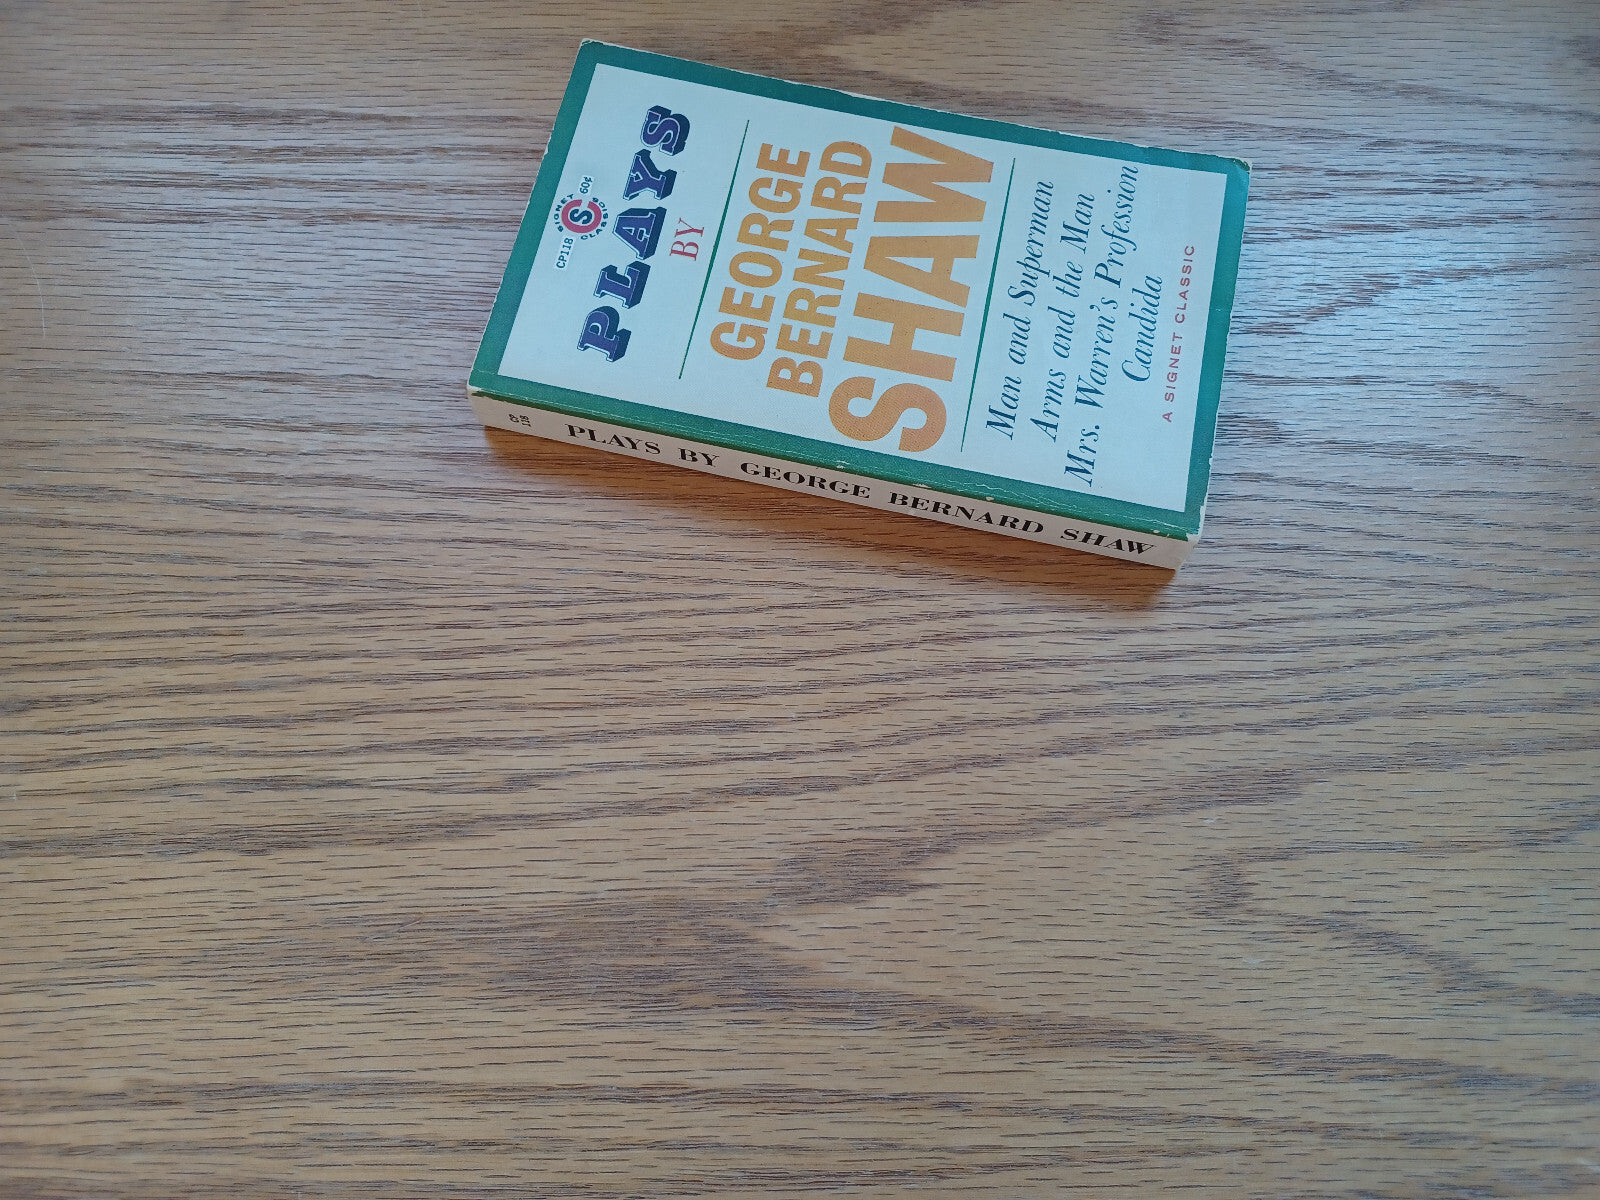 CP118
SIGNET
60¢
S
CLASSICS
PLAYS
BY
GEORGE
BERNARD
SHAW
Man and Superman
Arms and the Man
Mrs. Warren's Profession
Candida
A SIGNET CLASSIC
CP
118
PLAYS BY GEORGE BERNARD SHAW